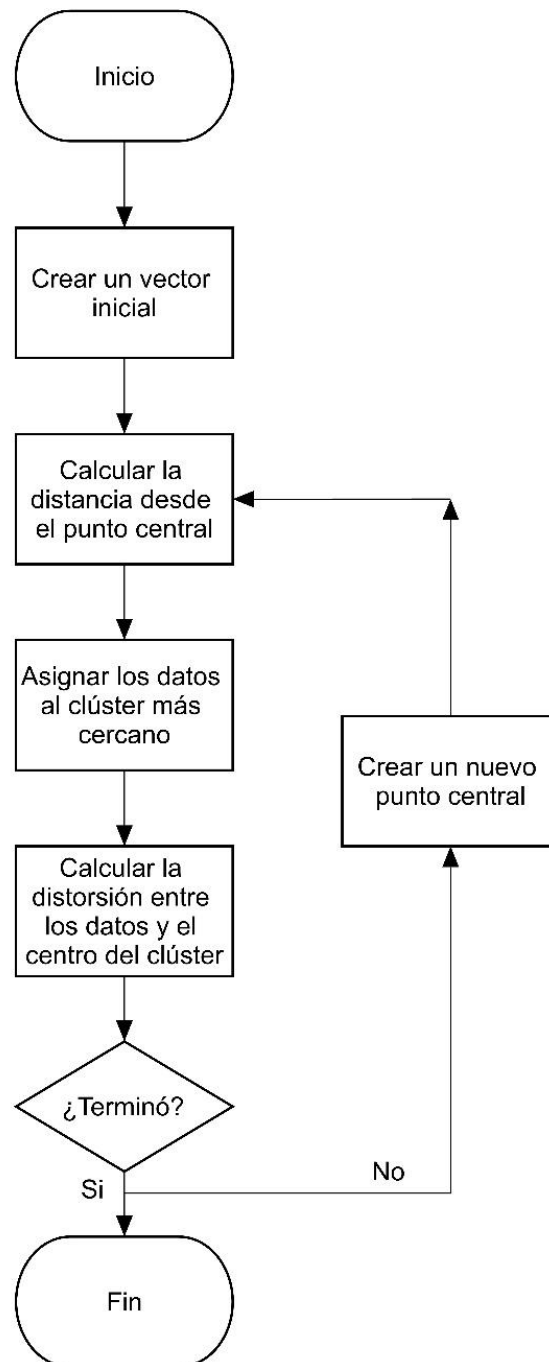 Inicio
Crear un vector
inicial
Calcular la
distancia desde
el punto central
Asignar los datos
al clúster más
cercano
Crear un nuevo
punto central
Calcular la
distorsión entre
los datos y el
centro del clúster
¿Terminó?
No
Si
Fin